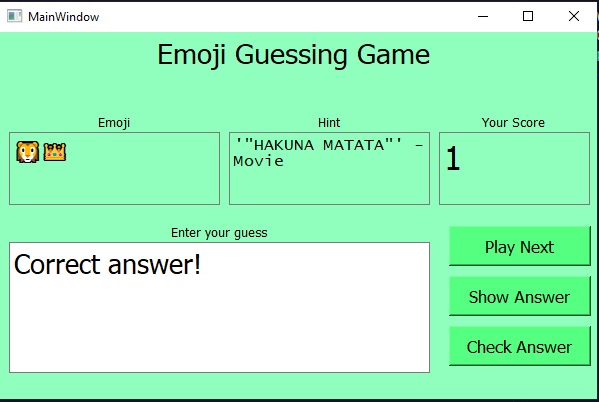 MainWindow
Emoji Guessing Game
Emoji
Hint
Your Score
🦁👑
'"HAKUNA MATATA"' -
Movie
1
Enter your guess
Correct answer!
Play Next
Show Answer
Check Answer